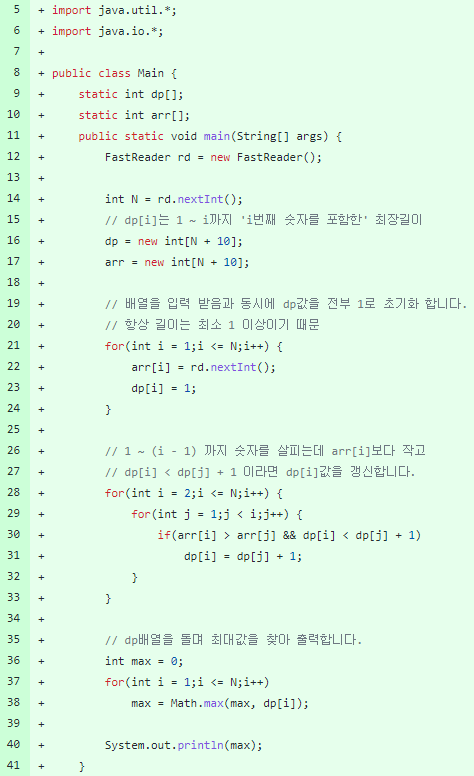 5 + import java.util.*;
6 + import java.io.*;
7 +
8 + public class Main {
9 + static int dp[];
10 + static int arr[];
11 + public static void main(String[] args) {
12 + FastReader rd = new FastReader();
13 +
14 + int N = rd.nextInt();
15 + // dp[i]는 1 ~ i까지 'i번째 숫자를 포함한' 최장길이
16 + dp = new int[N + 10];
17 + arr = new int[N + 10];
18 +
19 + // 배열을 입력 받음과 동시에 dp값을 전부 1로 초기화 합니다.
20 + // 항상 길이는 최소 1 이상이기 때문
21 + for(int i = 1;i <= N;i++) {
22 + arr[i] = rd.nextInt();
23 + dp[i] = 1;
24 + }
25 +
26 + // 1 ~ (i - 1) 까지 숫자를 살피는데 arr[i]보다 작고
27 + // dp[i] < dp[j] + 1 이라면 dp[i]값을 갱신합니다.
28 + for(int i = 2;i <= N;i++) {
29 + for(int j = 1;j < i;j++) {
30 + if(arr[i] > arr[j] && dp[i] < dp[j] + 1)
31 + dp[i] = dp[j] + 1;
32 + }
33 + }
34 +
35 + // dp배열을 돌며 최대값을 찾아 출력합니다.
36 + int max = 0;
37 + for(int i = 1;i <= N;i++)
38 + max = Math.max(max, dp[i]);
39 +
40 + System.out.println(max);
41 + }